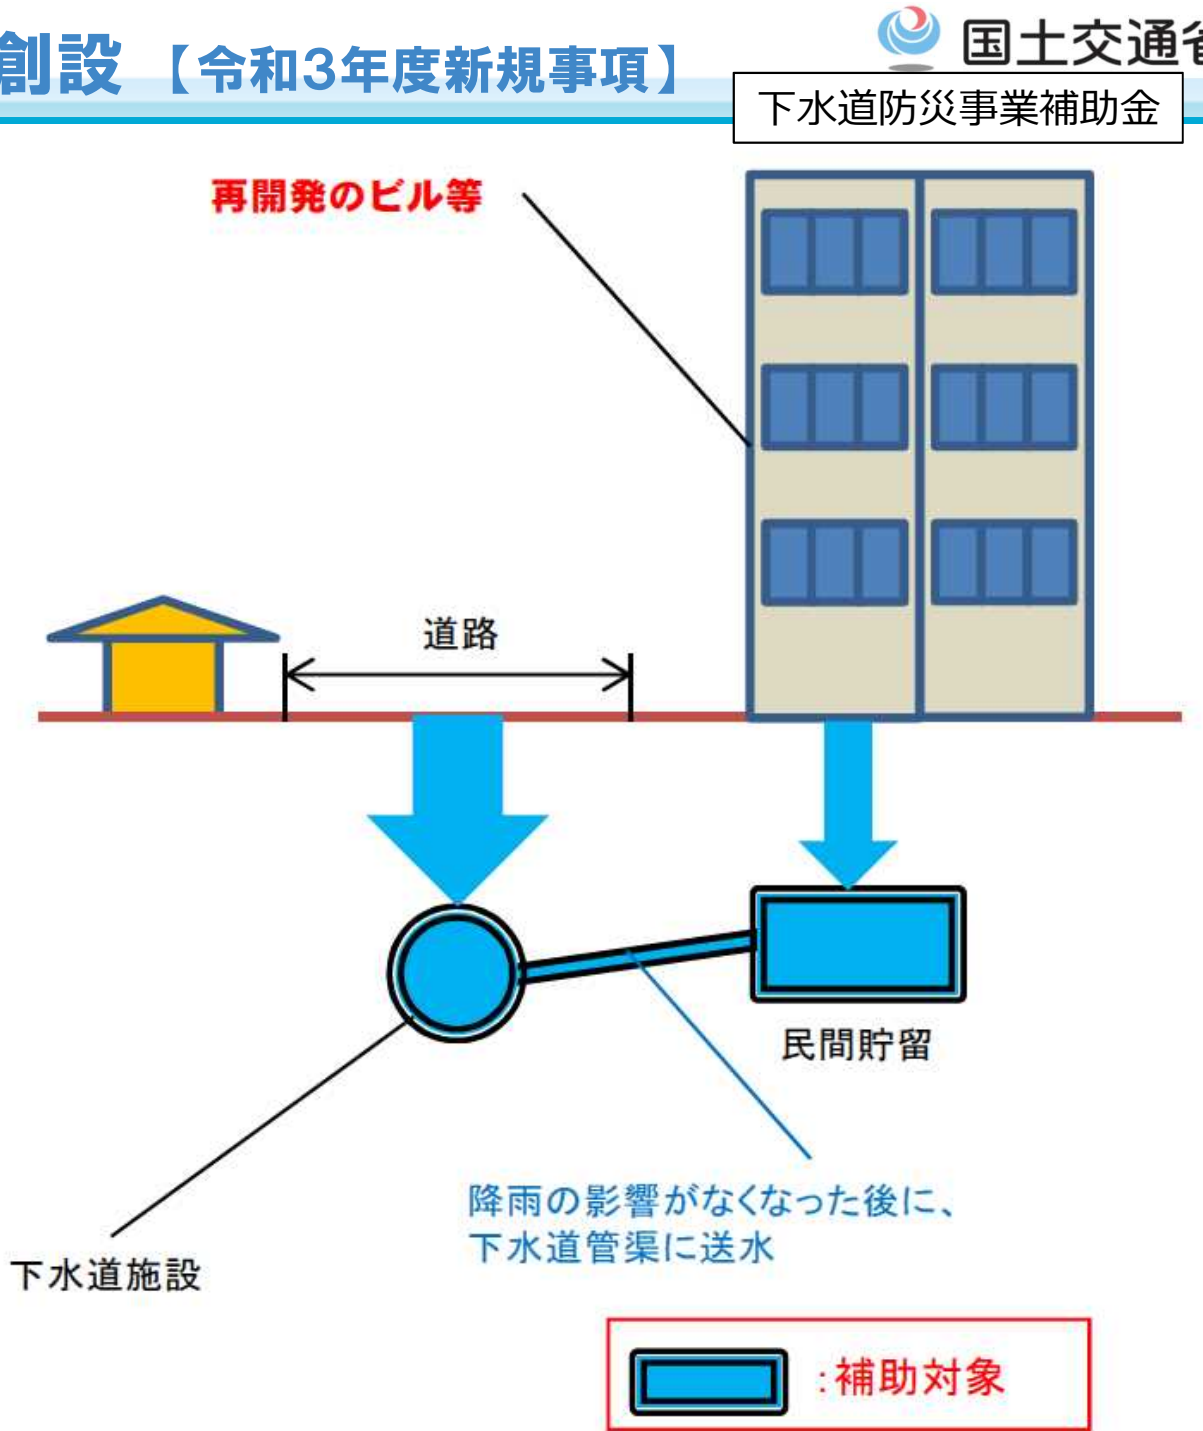 創設【令和3年度新規事項】
国土交通省
下水道防災事業補助金
再開発のビル等
道路
民間貯留
降雨の影響がなくなった後に、
下水道管渠に送水
下水道施設
:補助対象